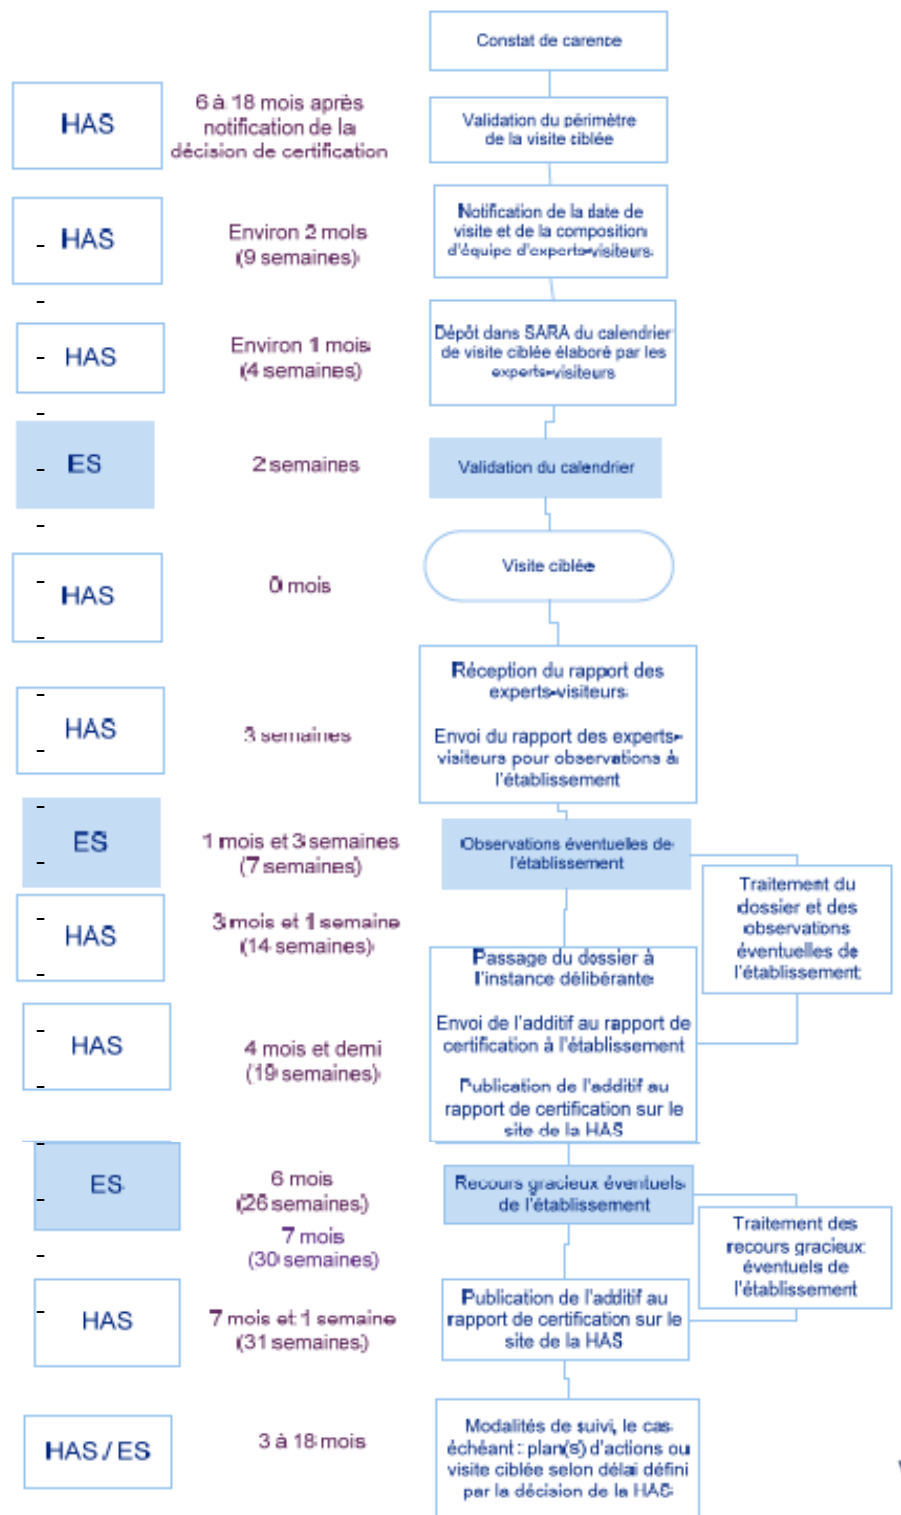 Constat de carence
HAS
6 à 18 mois après
notification de la
décision de certification
Validation du périmètre
de la visite ciblée
HAS
Environ 2 mois
(9 semaines)
Notification de la date de
visite et de la composition
d'équipe d'experts-visiteurs
HAS
Environ 1 mois
(4 semaines)
Dépôt dans SARA du calendrier
de visite ciblée élaboré par les
experts-visiteurs
ES
2 semaines
Validation du calendrier
HAS
0 mois
Visite ciblée
HAS
3 semaines
Réception du rapport des
experts-visiteurs
Envoi du rapport des experts-
visiteurs pour observations à
l'établissement
ES
1 mois et 3 semaines
(7 semaines)
Observations éventuelles de
l'établissement
Traitement du
dossier et des
observations
éventuelles de
l'établissement
HAS
3 mois et 1 semaine
(14 semaines)
Passage du dossier à
l'instance délibérante
Envoi de l'additif au rapport de
certification à l'établissement
Publication de l'additif au
rapport de certification sur le
site de la HAS
HAS
4 mois et demi
(19 semaines)
ES
6 mois
(26 semaines)
7 mois
(30 semaines)
Recours gracieux éventuels
de l'établissement
Traitement des
recours gracieux
éventuels de
l'établissement
HAS
7 mois et 1 semaine
(31 semaines)
Publication de l'additif au
rapport de certification sur le
site de la HAS
HAS / ES
3 à 18 mois
Modalités de suivi, le cas
échéant : plan(s) d'actions ou
visite ciblée selon délai défini
par la décision de la HAS